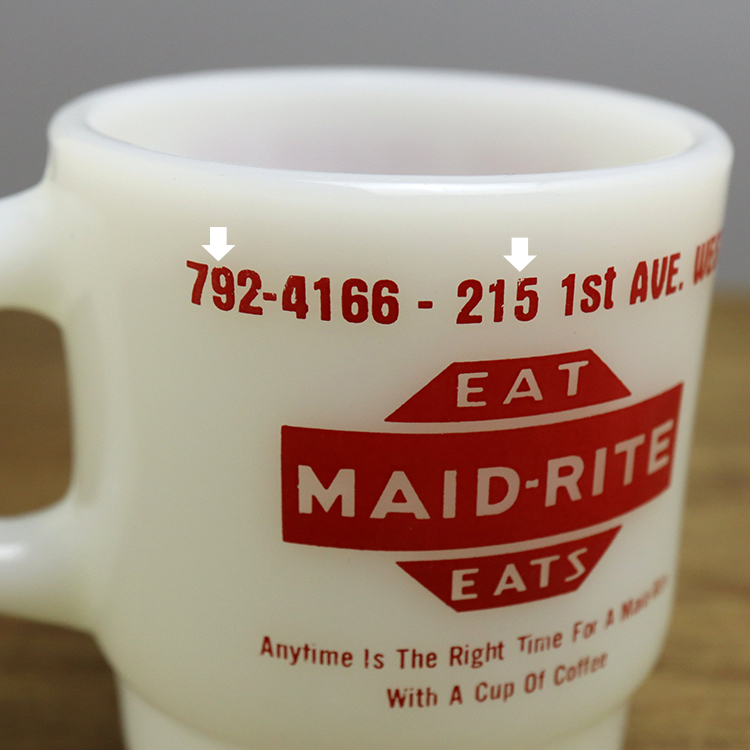 792-4166 - 215 1st AVE.
EAT
MAID-RITE
EATS
Anytime Is The Right Time For A
With A Cup Of Coffee